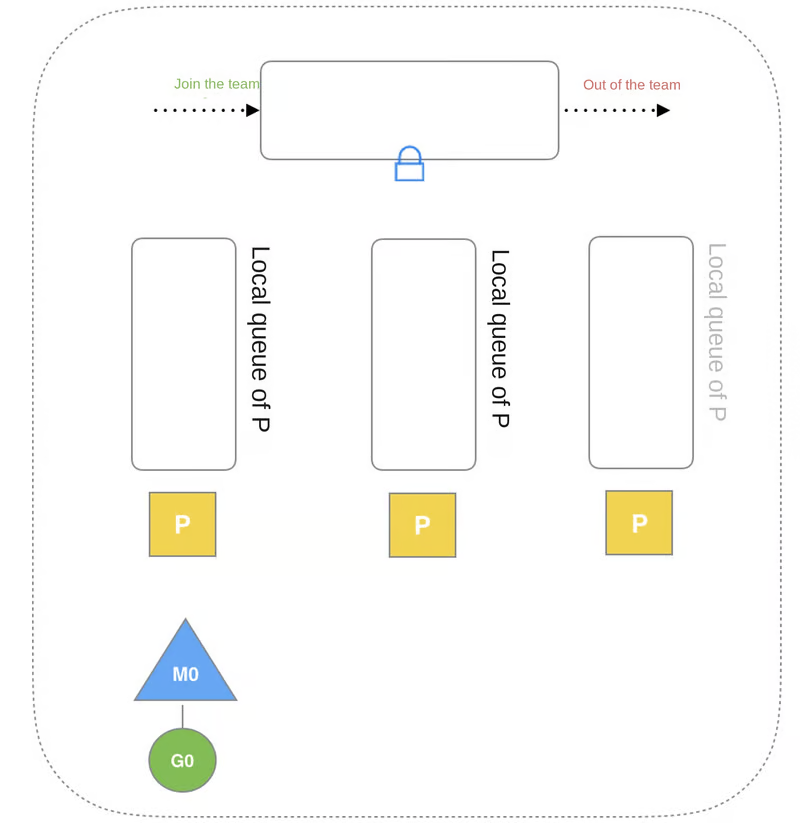 Join the team
Out of the team
Local queue of P
Local queue of P
Local queue of P
P
P
P
M0
G0